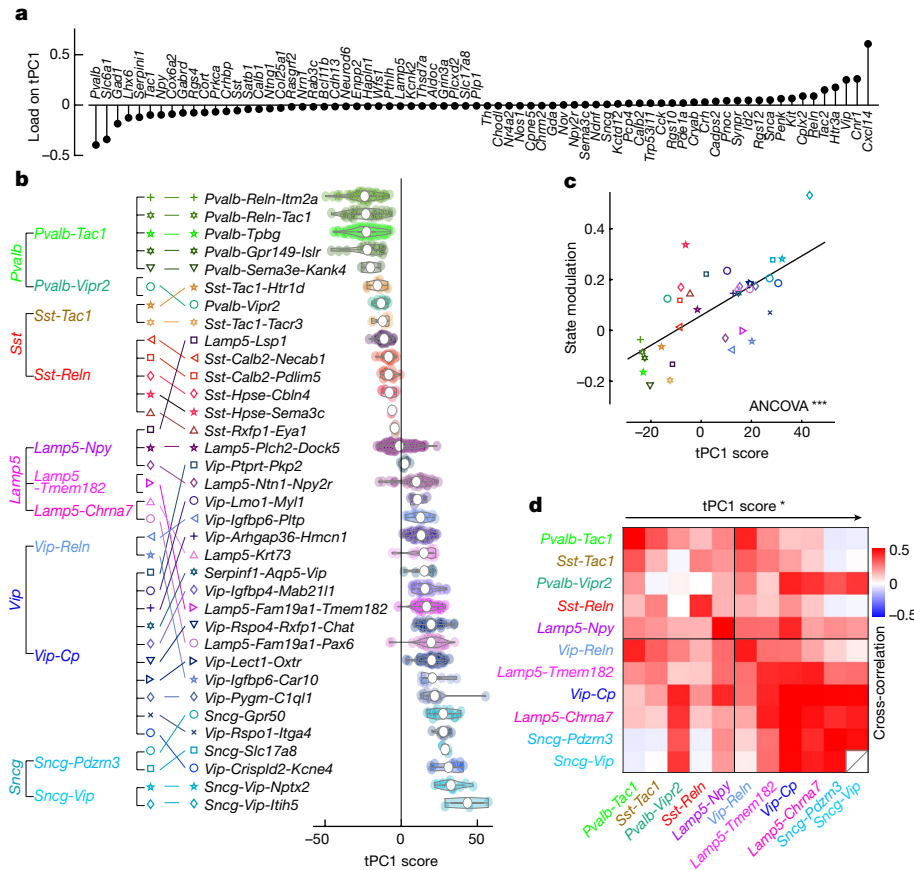 a
Load on tPC1
0.5
0
−0.5
Pvalb
Slc6a1
Gad1
Lhx6
Serpini1
Tac1
Npy
Cox6a2
Gabrd
Rgs4
Cort
Prkca
Crhbp
Sst
Satb1
Calb1
Ntng1
Col25a1
Rasgrf2
Nrn1
Rab3c
Bcl11b
Cdh13
Neurod6
Enpp2
Hapln1
Wfs1
Pthlh
Lamp5
Kcnk2
Thsd7a
Aldoc
Grin3a
Plcxd2
Slc17a8
Plp1
Th
Chodl
Nr4a2
Nos1
Cpne5
Chrm2
Gda
Nov
Npy2r
Sema3c
Ndnf
Sncg
Kctd12
Pcp4
Calb2
Trp53i11
Cck
Rgs10
Pde1a
Cryab
Crh
Cadps2
Pnoc
Synpr
Id2
Rgs12
Snca
Penk
Kit
Cplx2
Reln
Tac2
Htr3a
Vip
Cnr1
Cxcl14
b
Pvalb
Pvalb-Tac1
Pvalb-Vipr2
Sst
Sst-Tac1
Sst-Reln
Lamp5
Lamp5-Npy
Lamp5
-Tmem182
Lamp5-Chrna7
Vip
Vip-Reln
Vip-Cp
Sncg
Sncg-Pdzrn3
Sncg-Vip
Pvalb-Reln-Itm2a
Pvalb-Reln-Tac1
Pvalb-Tpbg
Pvalb-Gpr149-Islr
Pvalb-Sema3e-Kank4
Sst-Tac1-Htr1d
Pvalb-Vipr2
Sst-Tac1-Tacr3
Lamp5-Lsp1
Sst-Calb2-Necab1
Sst-Calb2-Pdlim5
Sst-Hpse-Cbln4
Sst-Hpse-Sema3c
Sst-Rxfp1-Eya1
Lamp5-Plch2-Dock5
Vip-Ptprt-Pkp2
Lamp5-Ntn1-Npy2r
Vip-Lmo1-Myl1
Vip-Igfbp6-Pltp
Vip-Arhgap36-Hmcn1
Lamp5-Krt73
Serpinf1-Aqp5-Vip
Vip-Igfbp4-Mab21l1
Lamp5-Fam19a1-Tmem182
Vip-Rspo4-Rxfp1-Chat
Lamp5-Fam19a1-Pax6
Vip-Lect1-Oxtr
Vip-Igfbp6-Car10
Vip-Pygm-C1ql1
Sncg-Gpr50
Vip-Rspo1-Itga4
Sncg-Slc17a8
Vip-Crispld2-Kcne4
Sncg-Vip-Nptx2
Sncg-Vip-Itih5
−50
0
50
tPC1 score
c
State modulation
0.4
0.2
0
−0.2
ANCOVA ***
−20
0
20
40
tPC1 score
d
tPC1 score *
Pvalb-Tac1
Sst-Tac1
Pvalb-Vipr2
Sst-Reln
Lamp5-Npy
Vip-Reln
Lamp5-Tmem182
Vip-Cp
Lamp5-Chrna7
Sncg-Pdzrn3
Sncg-Vip
Pvalb-Tac1
Sst-Tac1
Pvalb-Vipr2
Sst-Reln
Lamp5-Npy
Vip-Reln
Lamp5-Tmem182
Vip-Cp
Lamp5-Chrna7
Sncg-Pdzrn3
Sncg-Vip
0.5
0
−0.5
Cross-correlation